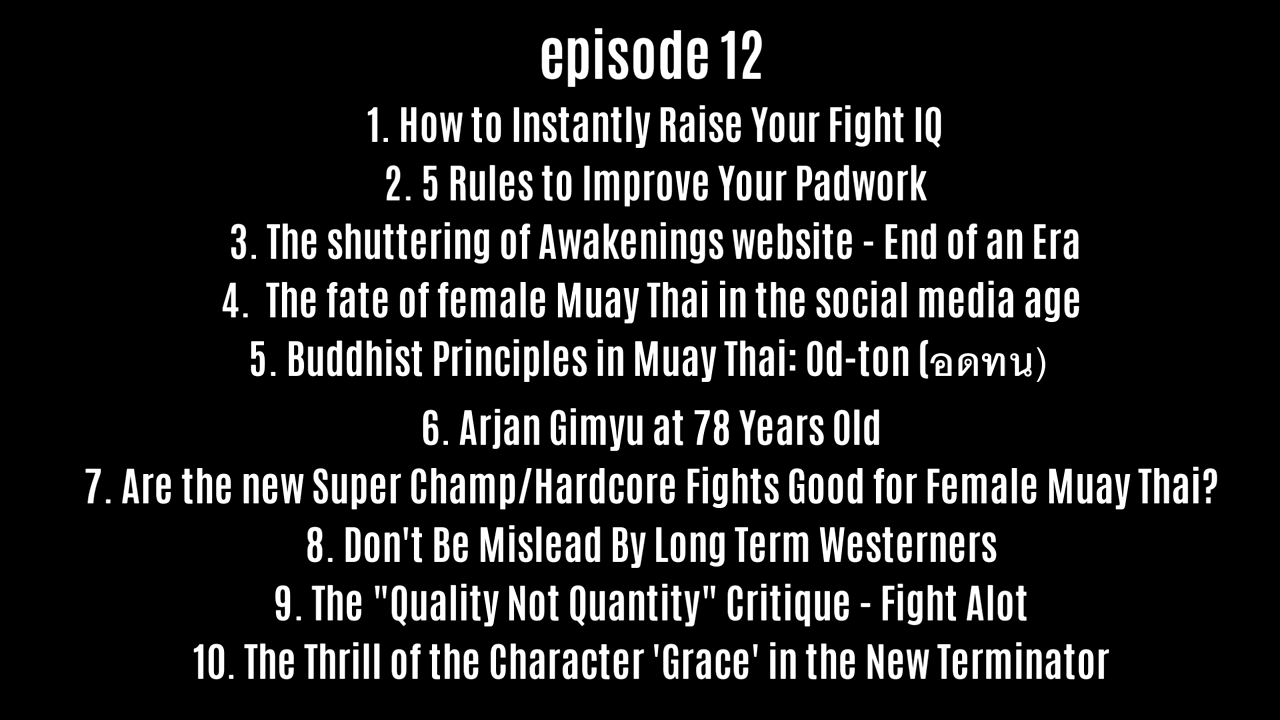 episode 12
1. How to Instantly Raise Your Fight IQ
2. 5 Rules to Improve Your Padwork
3. The shuttering of Awakenings website - End of an Era
4. The fate of female Muay Thai in the social media age
5. Buddhist Principles in Muay Thai: Od-ton (อดทน)
6. Arjan Gimyu at 78 Years Old
7. Are the new Super Champ/Hardcore Fights Good for Female Muay Thai?
8. Don't Be Mislead By Long Term Westerners
9. The "Quality Not Quantity" Critique - Fight Alot
10. The Thrill of the Character 'Grace' in the New Terminator